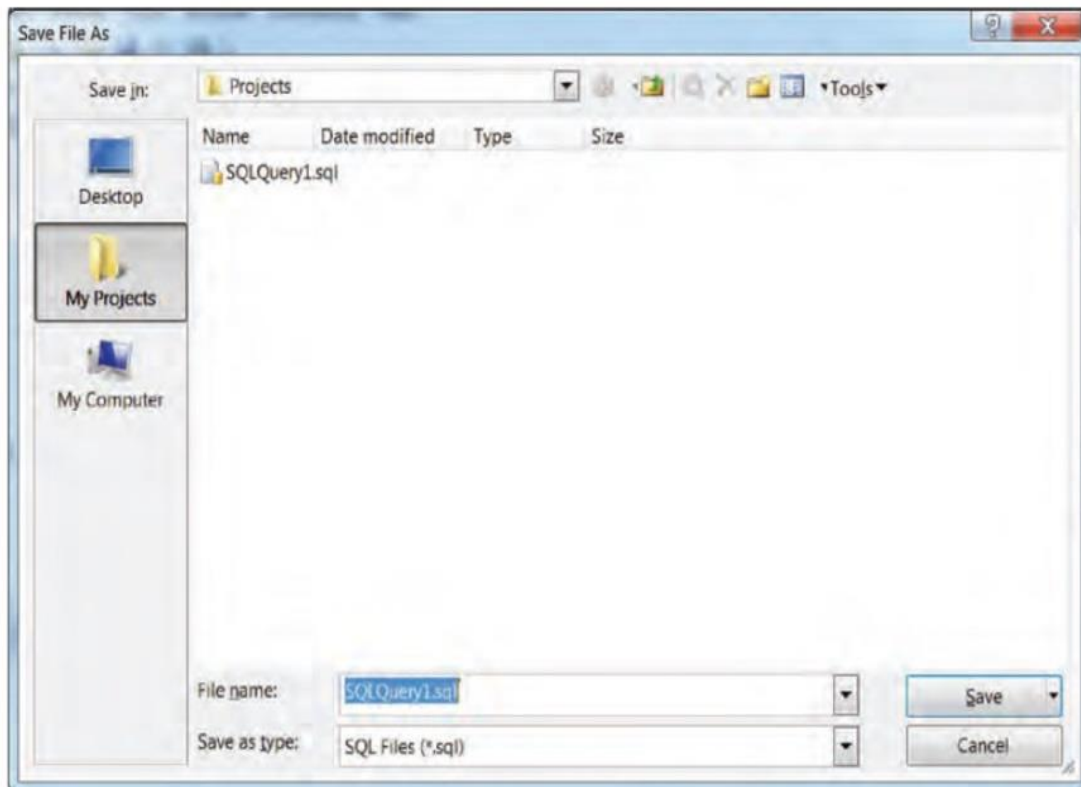 Save File As
Save in: Projects Tools
Name Date modified Type Size
SQLQuery1.sql
Desktop
My Projects
My Computer
File name: SQLQuery1.sql Save
Save as type: SQL Files (*.sql) Cancel